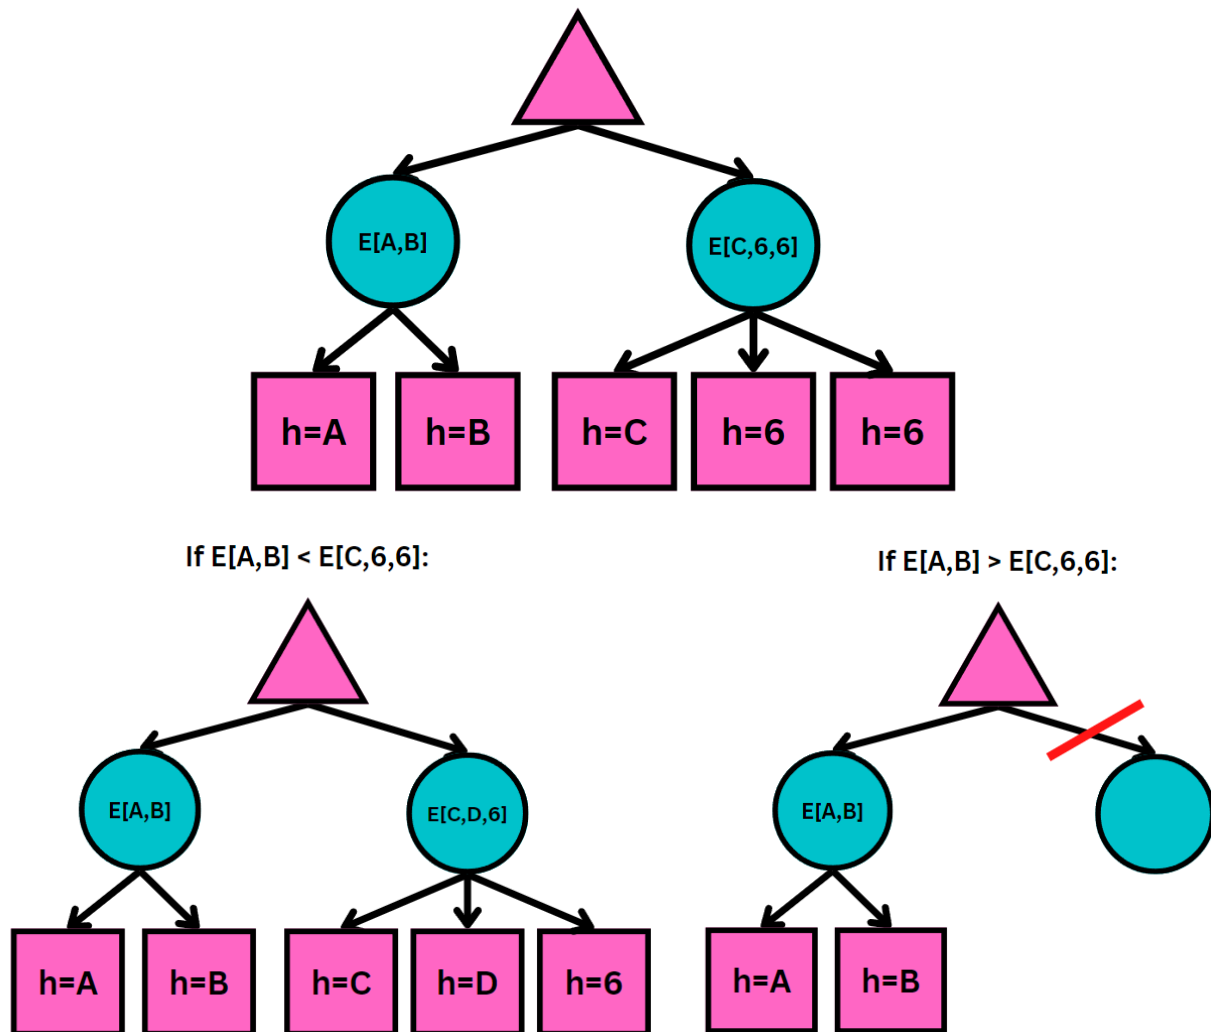 E[A,B]
E[C,6,6]
h=A
h=B
h=C
h=6
h=6
If E[A,B] < E[C,6,6]:
If E[A,B] > E[C,6,6]:
E[A,B]
E[C,D,6]
E[A,B]
h=A
h=B
h=C
h=D
h=6
h=A
h=B